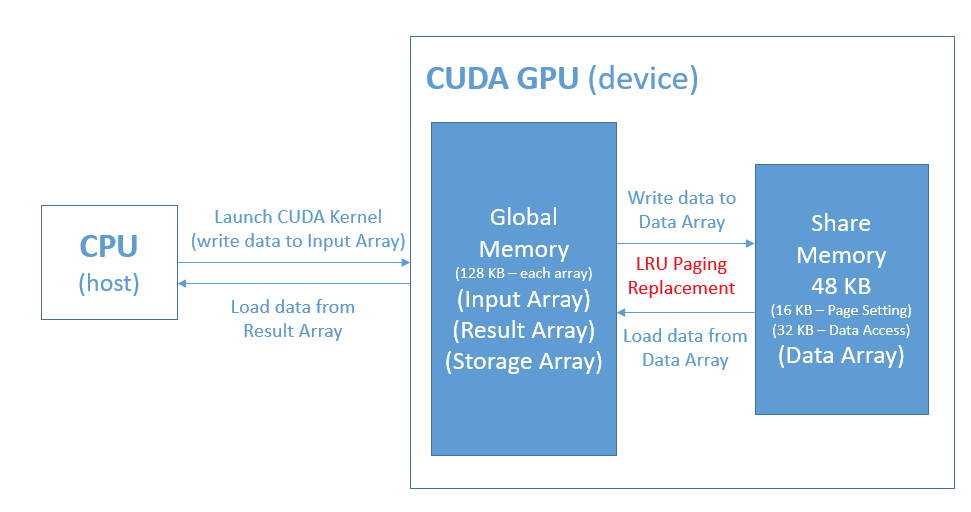 CUDA GPU (device)
CPU
(host)
Launch CUDA Kernel
(write data to Input Array)
Load data from
Result Array
Global
Memory
(128 KB – each array)
(Input Array)
(Result Array)
(Storage Array)
Write data to
Data Array
LRU Paging
Replacement
Load data from
Data Array
Share
Memory
48 KB
(16 KB – Page Setting)
(32 KB – Data Access)
(Data Array)